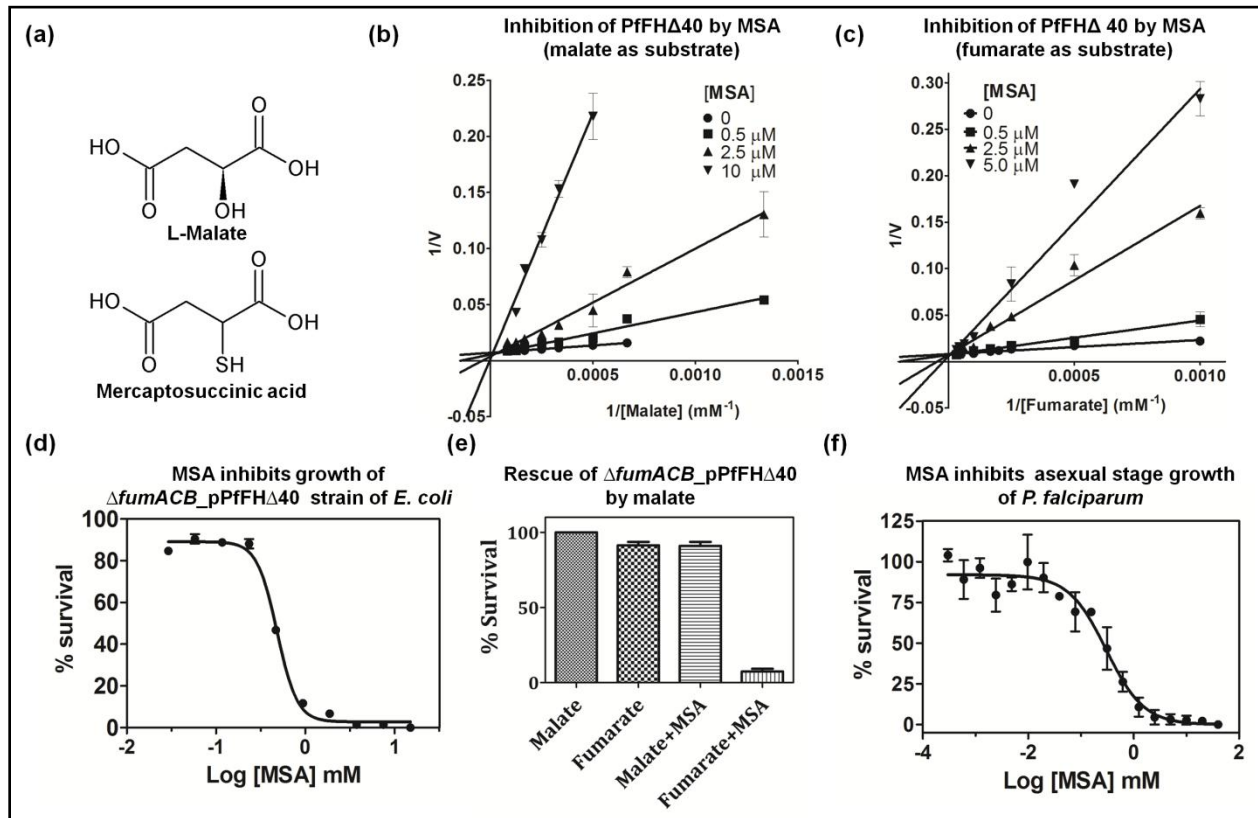 (a)
HO
O
O
OH
OH
L-Malate
HO
O
O
OH
SH
Mercaptosuccinic acid
(b)
Inhibition of PfFHΔ40 by MSA
(malate as substrate)
0.25
0.20
0.15
0.10
0.05
-0.05
1/V
[MSA]
0
0.5 µM
2.5 µM
10 µM
0.0005
0.0010
0.0015
1/[Malate] (mM⁻¹)
(c)
Inhibition of PfFHΔ 40 by MSA
(fumarate as substrate)
0.30
0.25
0.20
0.15
0.10
0.05
-0.05
1/V
[MSA]
0
0.5 µM
2.5 µM
5.0 µM
0.0005
0.0010
1/[Fumarate] (mM⁻¹)
(d)
MSA inhibits growth of
ΔfumACB_pPfFHΔ40 strain of E. coli
100
80
60
40
20
0
% survival
-2
-1
0
1
Log [MSA] mM
(e)
Rescue of ΔfumACB_pPfFHΔ40
by malate
100
50
0
% Survival
Malate
Fumarate
Malate+MSA
Fumarate+MSA
(f)
MSA inhibits asexual stage growth
of P. falciparum
125
100
75
50
25
0
% survival
-4
-2
0
2
Log [MSA] mM